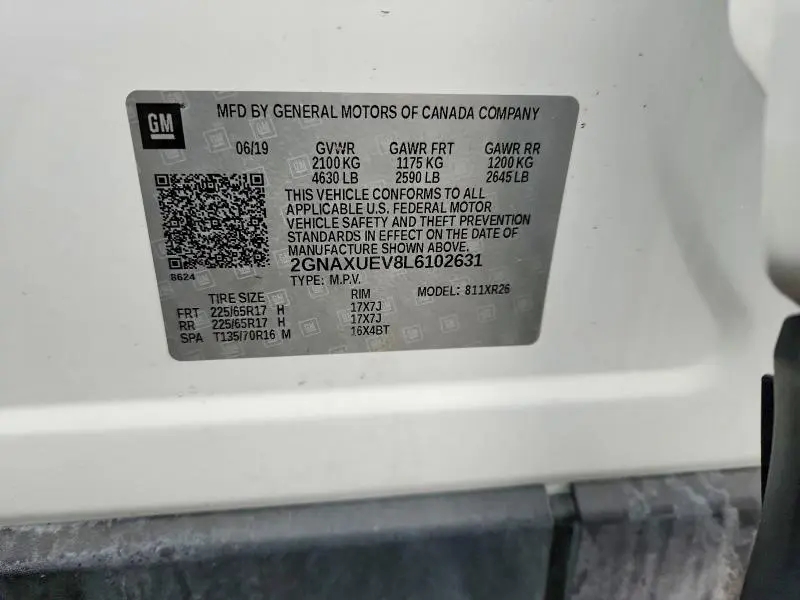 GM
MFD BY GENERAL MOTORS OF CANADA COMPANY
06/19 GVWR GAWR FRT GAWR RR
2100 KG 1175 KG 1200 KG
4630 LB 2590 LB 2645 LB
THIS VEHICLE CONFORMS TO ALL
APPLICABLE U.S. FEDERAL MOTOR
VEHICLE SAFETY AND THEFT PREVENTION
STANDARDS IN EFFECT ON THE DATE OF
MANUFACTURE SHOWN ABOVE.
2GNAXUEV8L6102631
8624 TYPE: M.P.V.
TIRE SIZE RIM MODEL: 811XR26
FRT 225/65R17 H 17X7J
RR 225/65R17 H 17X7J
SPA T135/70R16 M 16X4BT